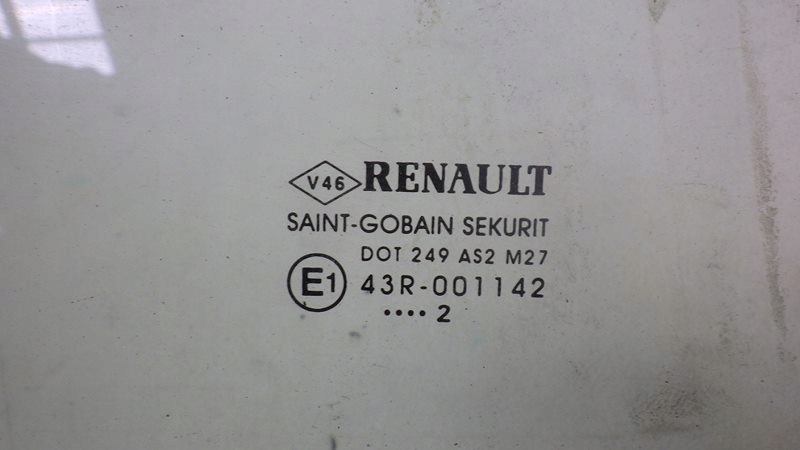 V46 RENAULT
SAINT-GOBAIN SEKURIT
DOT 249 AS2 M27
E1 43R-001142
•••• 2